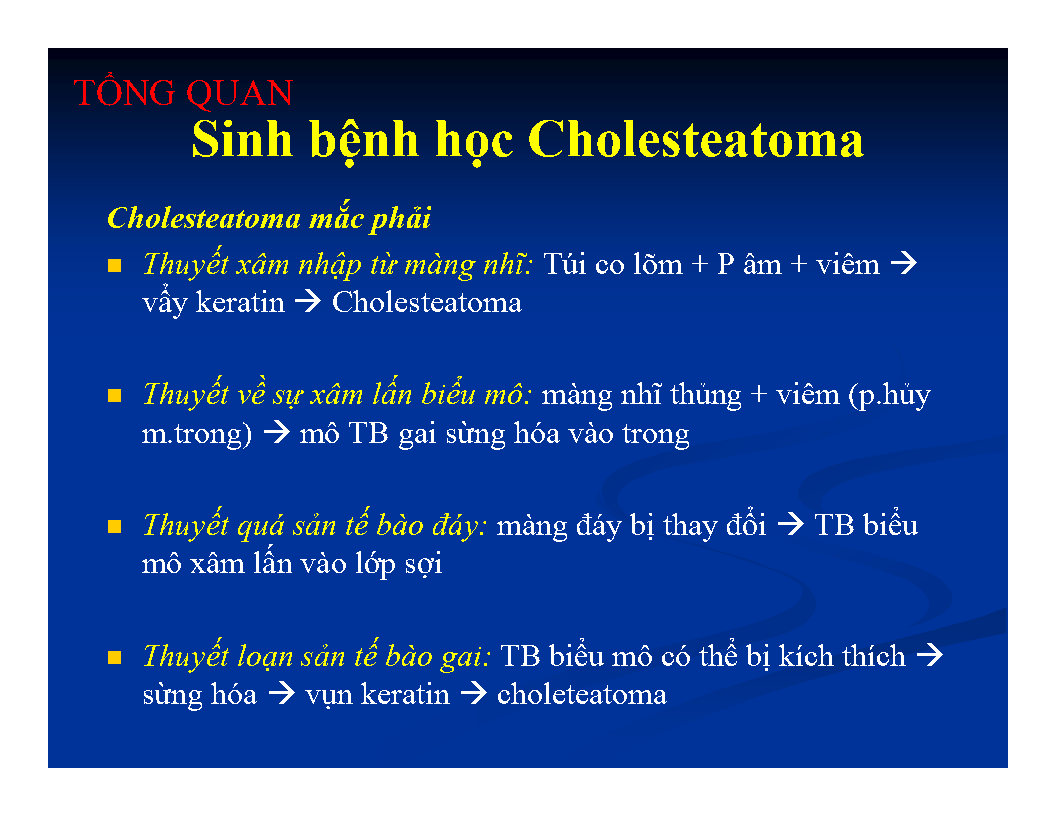 TỔNG QUAN
Sinh bệnh học Cholesteatoma
Cholesteatoma mắc phải
Thuyết xâm nhập từ màng nhĩ: Túi co lõm + P âm + viêm →
vẩy keratin → Cholesteatoma
Thuyết về sự xâm lấn biểu mô: màng nhĩ thủng + viêm (p.hủy
m.trong) → mô TB gai sừng hóa vào trong
Thuyết quá sản tế bào đáy: màng đáy bị thay đổi → TB biểu
mô xâm lấn vào lớp sợi
Thuyết loạn sản tế bào gai: TB biểu mô có thể bị kích thích →
sừng hóa → vụn keratin → choleteatoma